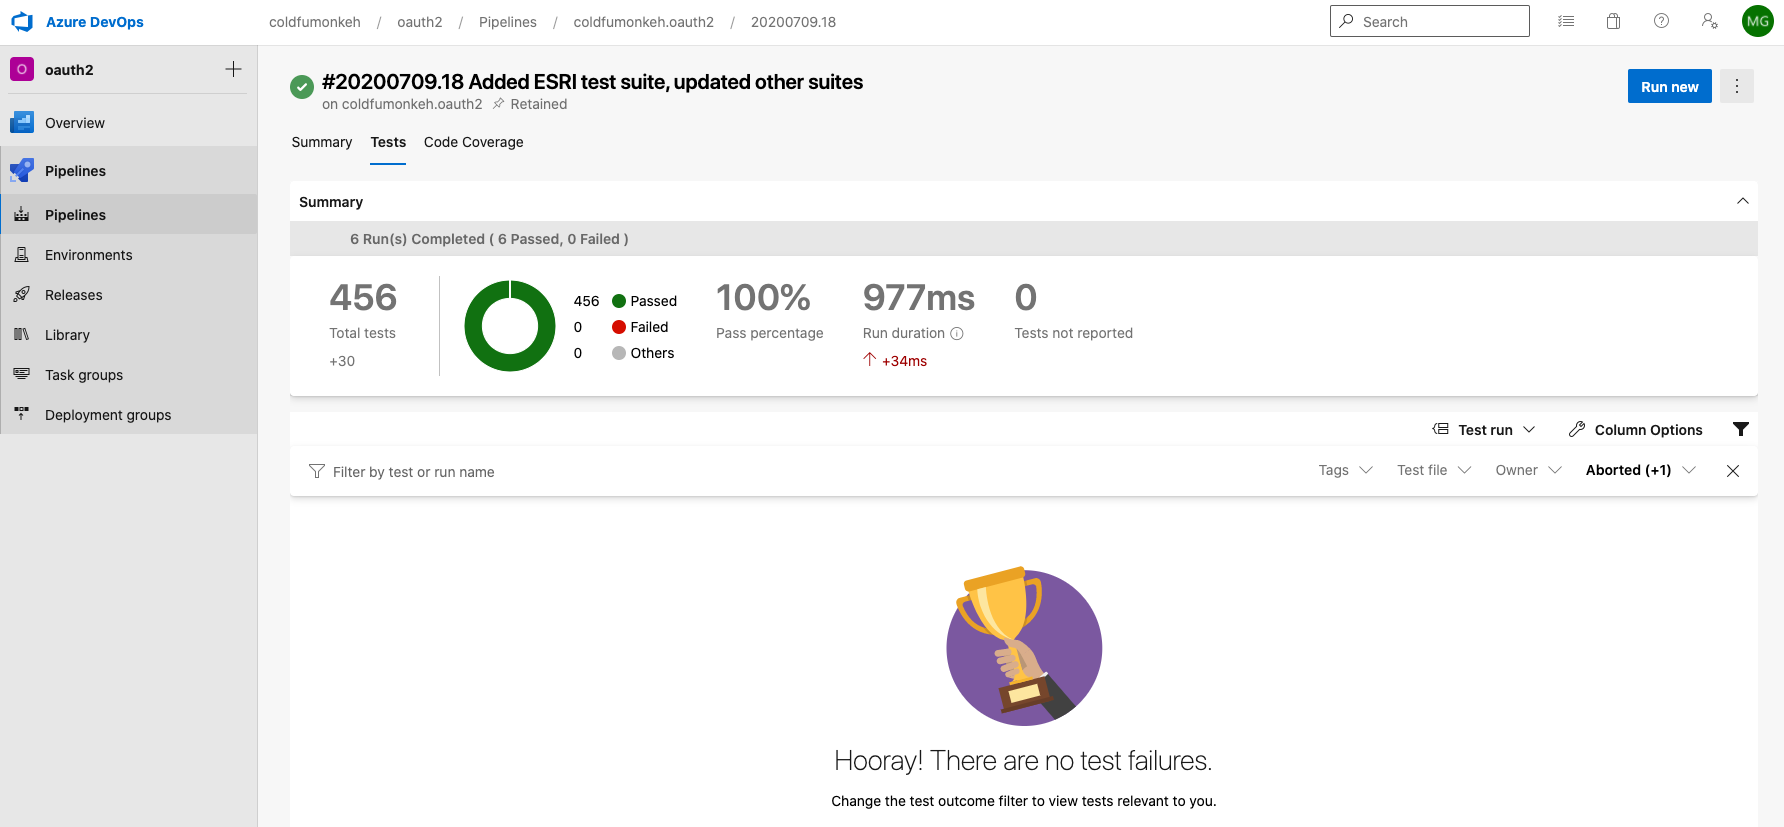 Azure DevOps
coldfumonkeh / oauth2 / Pipelines / coldfumonkeh.oauth2 / 20200709.18
Search
MG
O oauth2
Overview
Pipelines
Pipelines
Environments
Releases
Library
Task groups
Deployment groups
#20200709.18 Added ESRI test suite, updated other suites
on coldfumonkeh.oauth2 Retained
Run new
Summary Tests Code Coverage
Summary
6 Run(s) Completed ( 6 Passed, 0 Failed )
456
Total tests
+30
456 Passed
0 Failed
0 Others
100%
Pass percentage
977ms
Run duration
+34ms
0
Tests not reported
Test run Column Options
Filter by test or run name Tags Test file Owner Aborted (+1)
Hooray! There are no test failures.
Change the test outcome filter to view tests relevant to you.